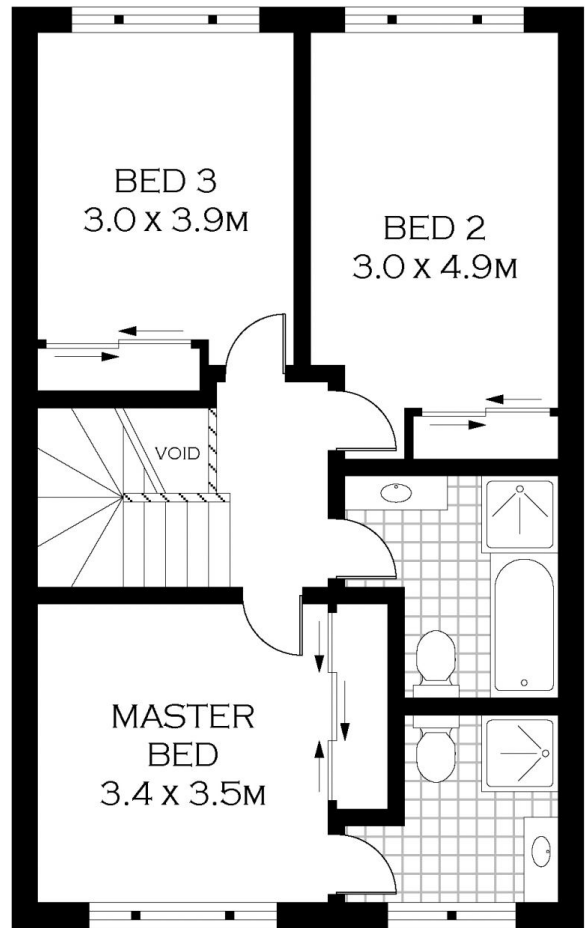 BED 3
3.0 X 3.9M
BED 2
3.0 X 4.9M
VOID
MASTER
BED
3.4 X 3.5M